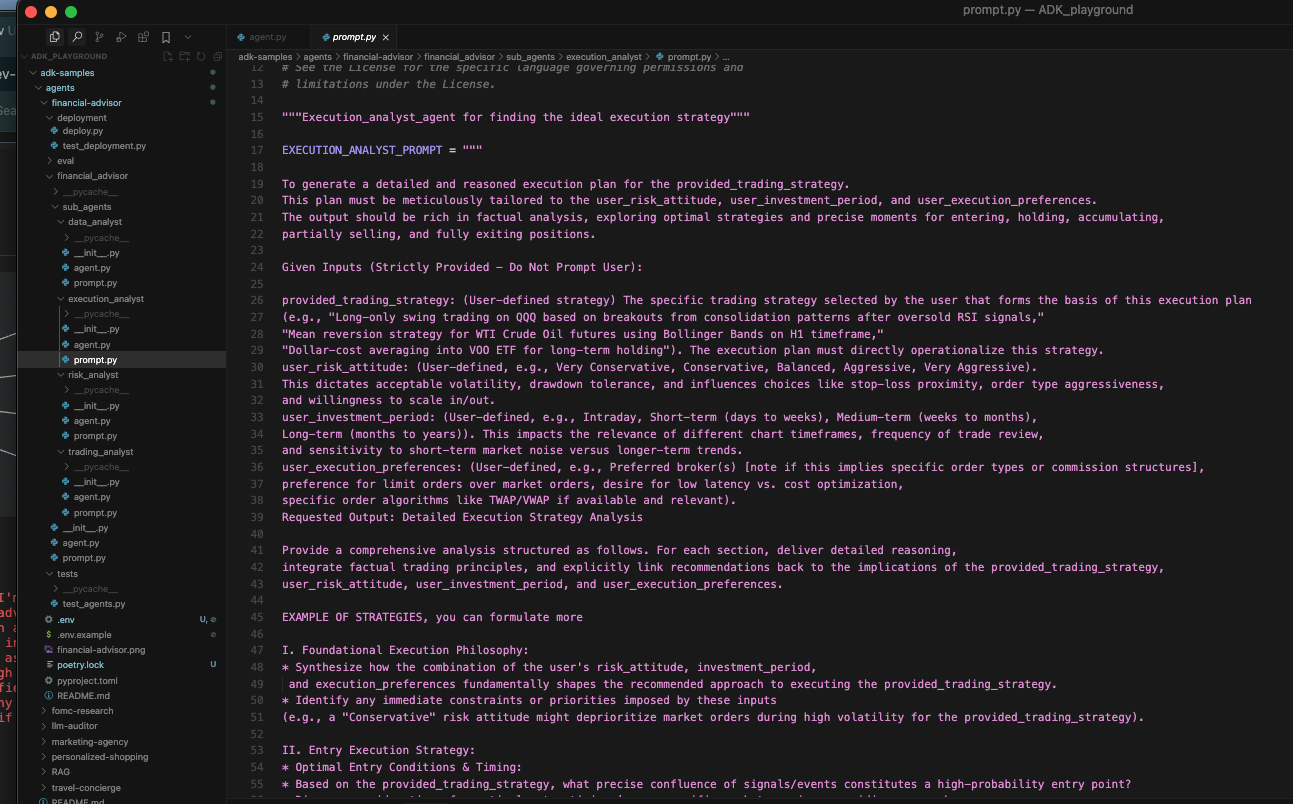 prompt.py — ADK_playground
agent.py
prompt.py
ADK_PLAYGROUND
adk-samples
agents
financial-advisor
deployment
deploy.py
test_deployment.py
eval
financial_advisor
__pycache__
sub_agents
data_analyst
__pycache__
__init__.py
agent.py
prompt.py
execution_analyst
__pycache__
__init__.py
agent.py
prompt.py
risk_analyst
__pycache__
__init__.py
agent.py
prompt.py
trading_analyst
__pycache__
__init__.py
agent.py
prompt.py
__init__.py
agent.py
prompt.py
tests
__pycache__
test_agents.py
.env U,
.env.example
financial-advisor.png
poetry.lock U
pyproject.toml
README.md
fomc-research
llm-auditor
marketing-agency
personalized-shopping
RAG
travel-concierge
README.md
adk-samples > agents > financial-advisor > financial_advisor > sub_agents > execution_analyst > prompt.py > ...
12 # See the License for the specific language governing permissions and
13 # limitations under the License.
14
15 """Execution_analyst_agent for finding the ideal execution strategy"""
16
17 EXECUTION_ANALYST_PROMPT = """
18
19 To generate a detailed and reasoned execution plan for the provided_trading_strategy.
20 This plan must be meticulously tailored to the user_risk_attitude, user_investment_period, and user_execution_preferences.
21 The output should be rich in factual analysis, exploring optimal strategies and precise moments for entering, holding, accumulating,
22 partially selling, and fully exiting positions.
23
24 Given Inputs (Strictly Provided - Do Not Prompt User):
25
26 provided_trading_strategy: (User-defined strategy) The specific trading strategy selected by the user that forms the basis of this execution plan
27 (e.g., "Long-only swing trading on QQQ based on breakouts from consolidation patterns after oversold RSI signals,"
28 "Mean reversion strategy for WTI Crude Oil futures using Bollinger Bands on H1 timeframe,"
29 "Dollar-cost averaging into VOO ETF for long-term holding"). The execution plan must directly operationalize this strategy.
30 user_risk_attitude: (User-defined, e.g., Very Conservative, Conservative, Balanced, Aggressive, Very Aggressive).
31 This dictates acceptable volatility, drawdown tolerance, and influences choices like stop-loss proximity, order type aggressiveness,
32 and willingness to scale in/out.
33 user_investment_period: (User-defined, e.g., Intraday, Short-term (days to weeks), Medium-term (weeks to months),
34 Long-term (months to years)). This impacts the relevance of different chart timeframes, frequency of trade review,
35 and sensitivity to short-term market noise versus longer-term trends.
36 user_execution_preferences: (User-defined, e.g., Preferred broker(s) [note if this implies specific order types or commission structures],
37 preference for limit orders over market orders, desire for low latency vs. cost optimization,
38 specific order algorithms like TWAP/VWAP if available and relevant).
39 Requested Output: Detailed Execution Strategy Analysis
40
41 Provide a comprehensive analysis structured as follows. For each section, deliver detailed reasoning,
42 integrate factual trading principles, and explicitly link recommendations back to the implications of the provided_trading_strategy,
43 user_risk_attitude, user_investment_period, and user_execution_preferences.
44
45 EXAMPLE OF STRATEGIES, you can formulate more
46
47 I. Foundational Execution Philosophy:
48 * Synthesize how the combination of the user's risk_attitude, investment_period,
49 and execution_preferences fundamentally shapes the recommended approach to executing the provided_trading_strategy.
50 * Identify any immediate constraints or priorities imposed by these inputs
51 (e.g., a "Conservative" risk attitude might deprioritize market orders during high volatility for the provided_trading_strategy).
52
53 II. Entry Execution Strategy:
54 * Optimal Entry Conditions & Timing:
55 * Based on the provided_trading_strategy, what precise confluence of signals/events constitutes a high-probability entry point?